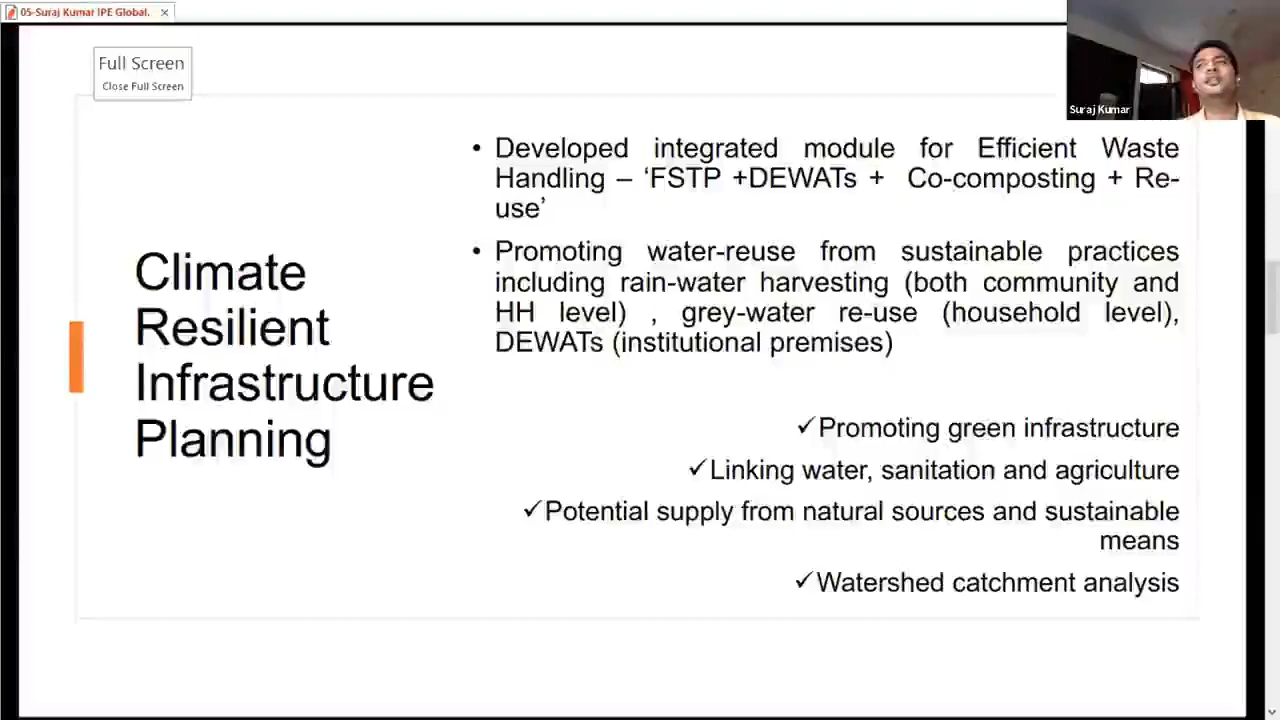 05-Suraj Kumar IPE Global.
Full Screen
Close Full Screen
Suraj Kumar
Climate
Resilient
Infrastructure
Planning
• Developed integrated module for Efficient Waste
Handling – ‘FSTP +DEWATs + Co-composting + Re-
use’
• Promoting water-reuse from sustainable practices
including rain-water harvesting (both community and
HH level) , grey-water re-use (household level),
DEWATs (institutional premises)
✓Promoting green infrastructure
✓Linking water, sanitation and agriculture
✓Potential supply from natural sources and sustainable
means
✓Watershed catchment analysis